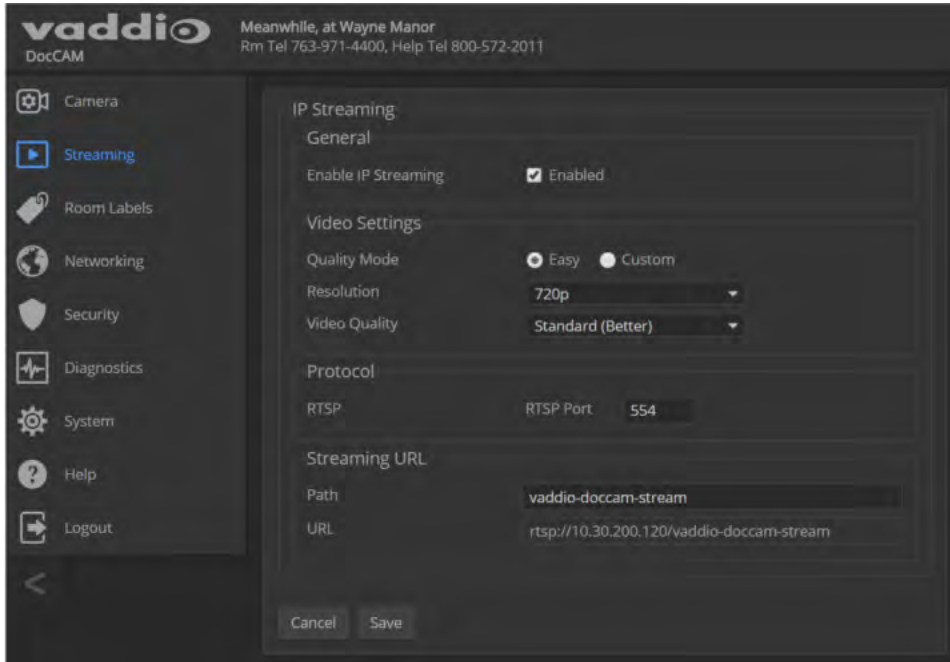 vaddio
DocCAM
Meanwhile, at Wayne Manor
Rm Tel 763-971-4400, Help Tel 800-572-2011
Camera
Streaming
Room Labels
Networking
Security
Diagnostics
System
Help
Logout
IP Streaming
General
Enable IP Streaming Enabled
Video Settings
Quality Mode Easy Custom
Resolution 720p
Video Quality Standard (Better)
Protocol
RTSP RTSP Port 554
Streaming URL
Path vaddio-doccam-stream
URL rtsp://10.30.200.120/vaddio-doccam-stream
Cancel Save